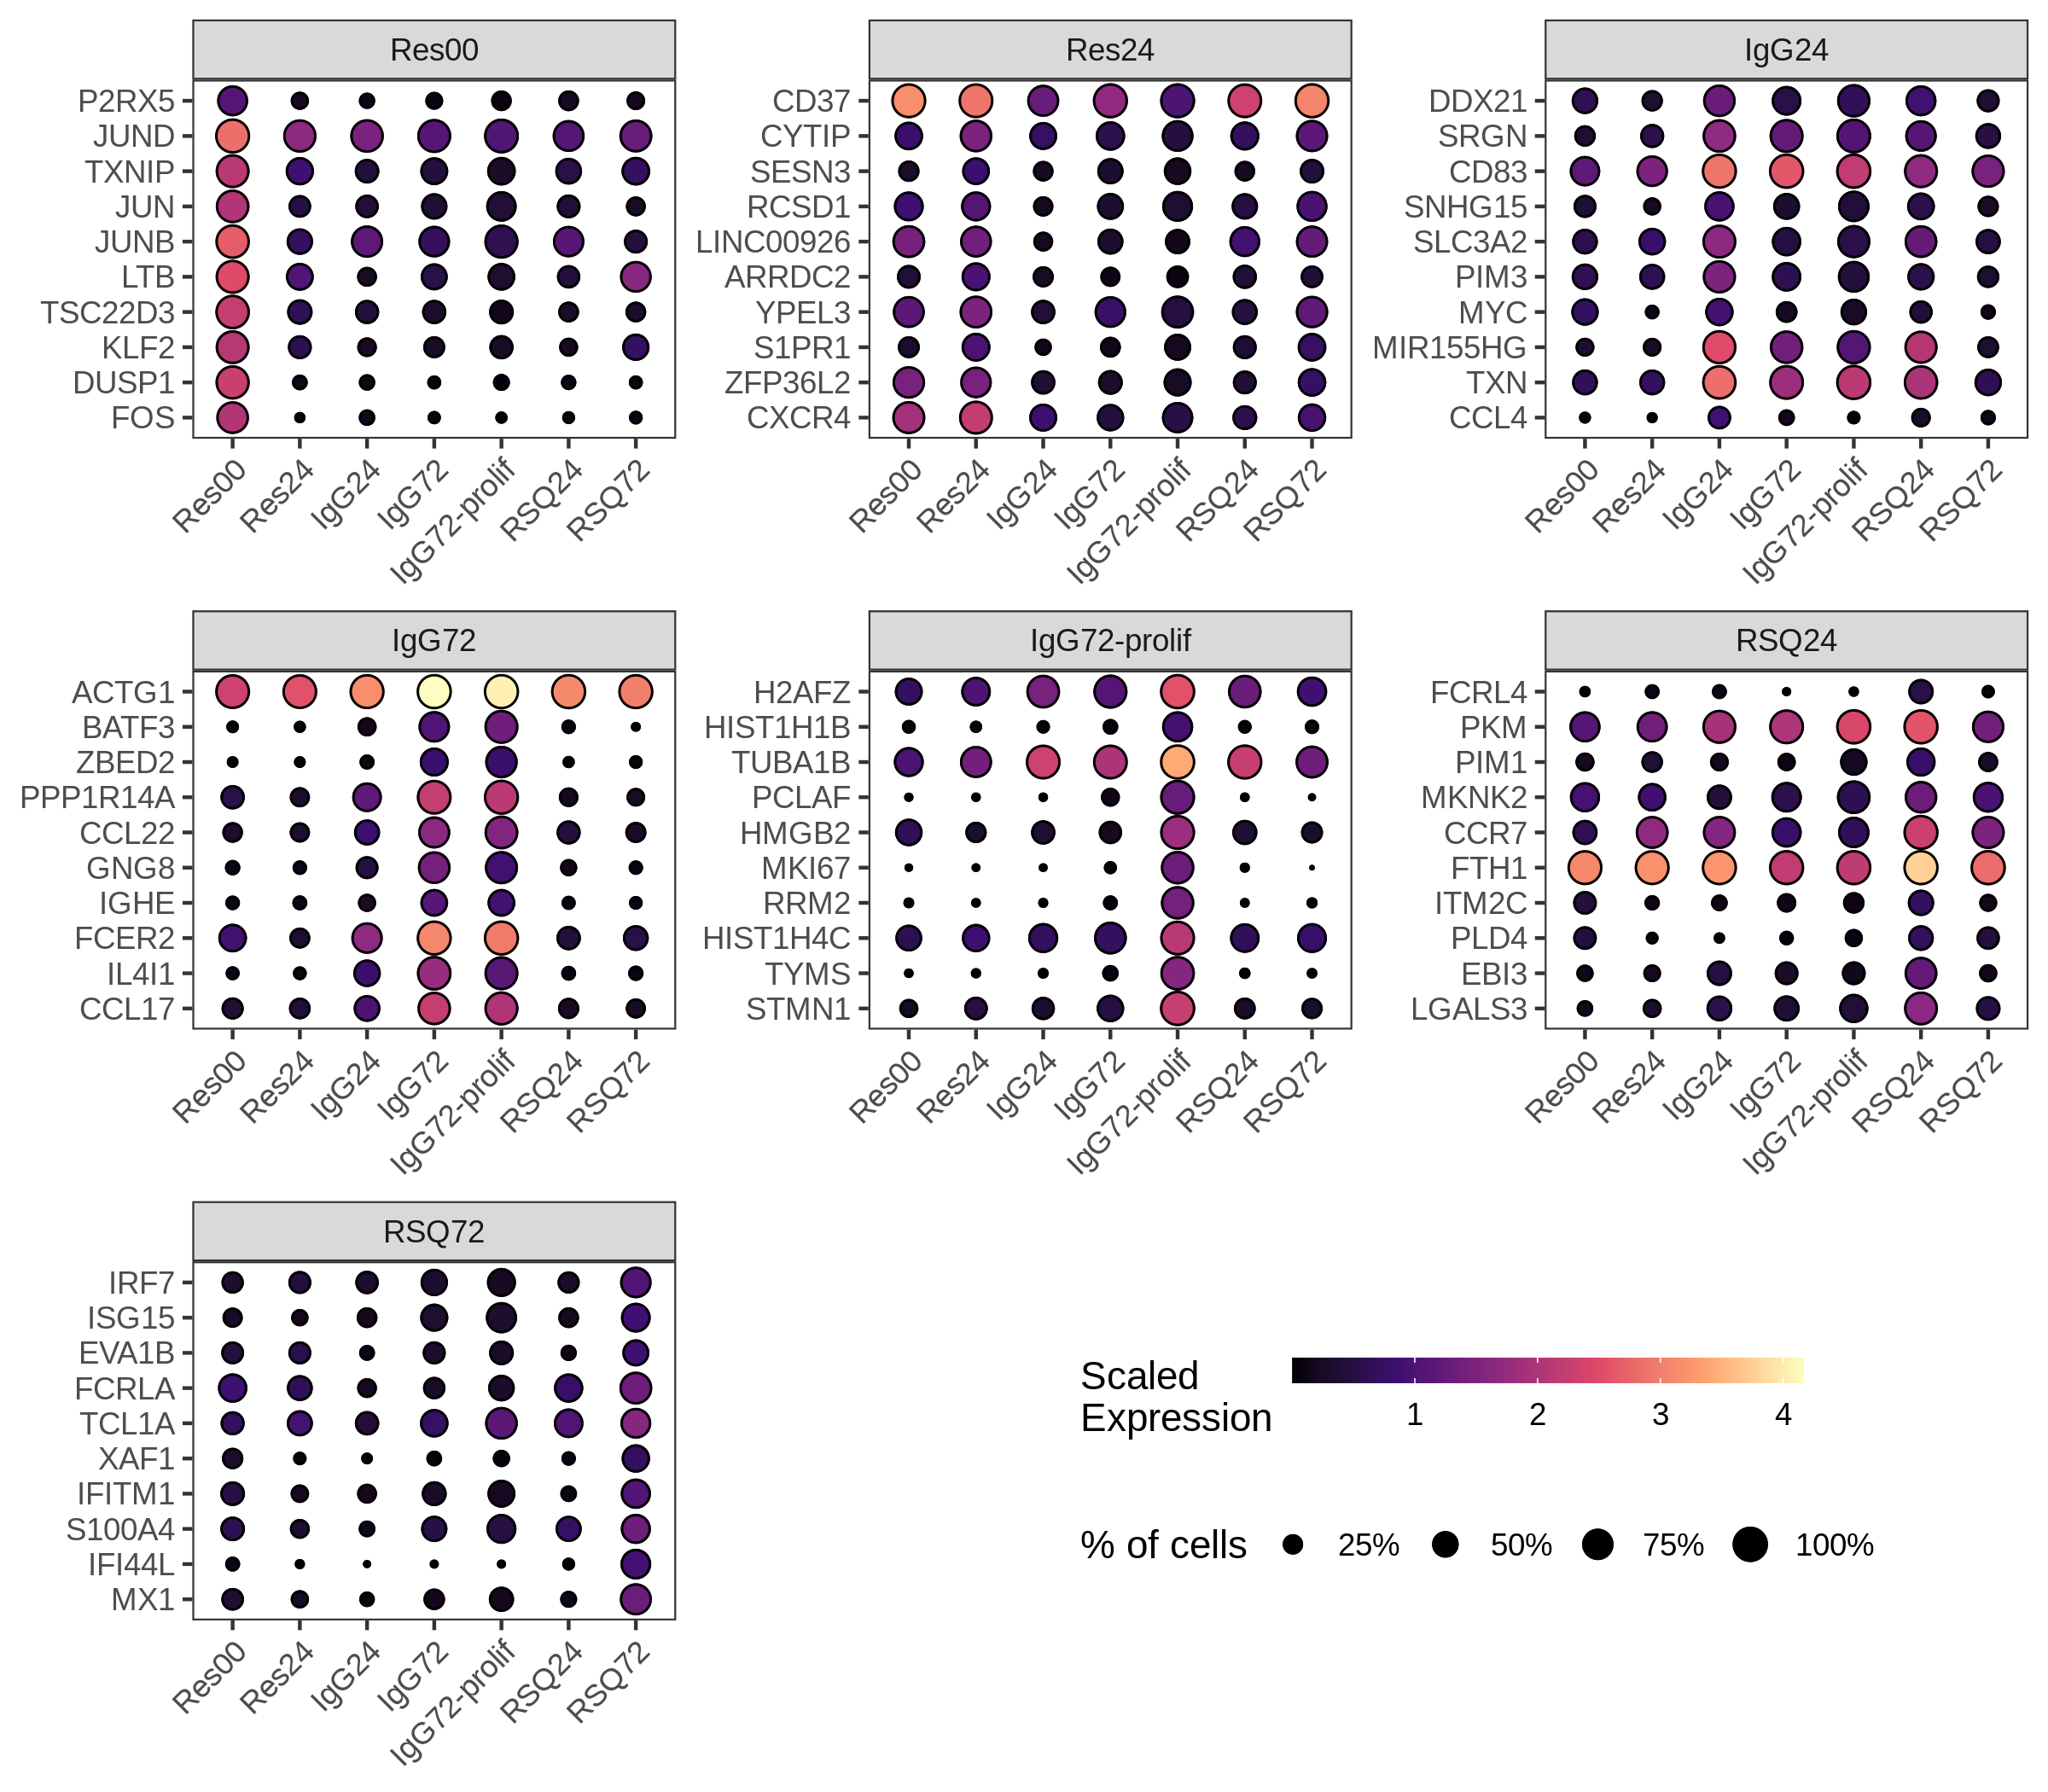 Res00
P2RX5
JUND
TXNIP
JUN
JUNB
LTB
TSC22D3
KLF2
DUSP1
FOS
Res00 Res24 IgG24 IgG72 IgG72-prolif RSQ24 RSQ72
Res24
CD37
CYTIP
SESN3
RCSD1
LINC00926
ARRDC2
YPEL3
S1PR1
ZFP36L2
CXCR4
Res00 Res24 IgG24 IgG72 IgG72-prolif RSQ24 RSQ72
IgG24
DDX21
SRGN
CD83
SNHG15
SLC3A2
PIM3
MYC
MIR155HG
TXN
CCL4
Res00 Res24 IgG24 IgG72 IgG72-prolif RSQ24 RSQ72
IgG72
ACTG1
BATF3
ZBED2
PPP1R14A
CCL22
GNG8
IGHE
FCER2
IL4I1
CCL17
Res00 Res24 IgG24 IgG72 IgG72-prolif RSQ24 RSQ72
IgG72-prolif
H2AFZ
HIST1H1B
TUBA1B
PCLAF
HMGB2
MKI67
RRM2
HIST1H4C
TYMS
STMN1
Res00 Res24 IgG24 IgG72 IgG72-prolif RSQ24 RSQ72
RSQ24
FCRL4
PKM
PIM1
MKNK2
CCR7
FTH1
ITM2C
PLD4
EBI3
LGALS3
Res00 Res24 IgG24 IgG72 IgG72-prolif RSQ24 RSQ72
RSQ72
IRF7
ISG15
EVA1B
FCRLA
TCL1A
XAF1
IFITM1
S100A4
IFI44L
MX1
Res00 Res24 IgG24 IgG72 IgG72-prolif RSQ24 RSQ72
Scaled
Expression
1 2 3 4
% of cells 25% 50% 75% 100%